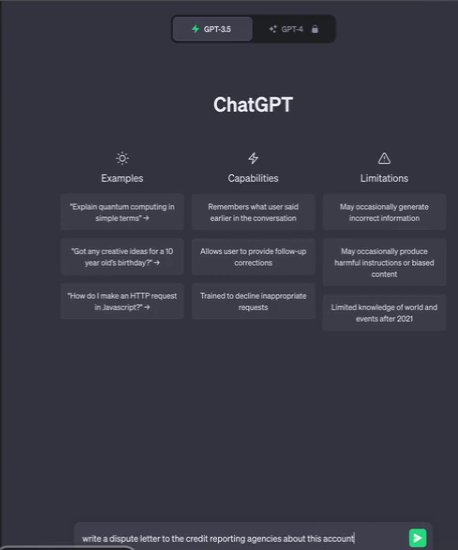 GPT-3.5
GPT-4
ChatGPT
Examples
"Explain quantum computing in
simple terms" →
"Got any creative ideas for a 10
year old's birthday?" →
"How do I make an HTTP request
in Javascript?" →
Capabilities
Remembers what user said
earlier in the conversation
Allows user to provide follow-up
corrections
Trained to decline inappropriate
requests
Limitations
May occasionally generate
incorrect information
May occasionally produce
harmful instructions or biased
content
Limited knowledge of world and
events after 2021
write a dispute letter to the credit reporting agencies about this account